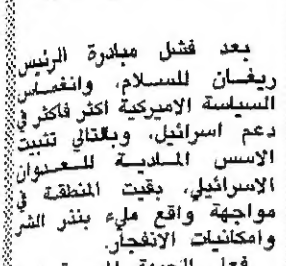 بعد فشل مبادرة الرئيس
ريغان للسلام، وانغماس
السياسة الاميركية اكثر فاكثر في
دعم اسرائيل، وبالتالي تثبيت
الاسس المادية للعدوان
الاسرائيلي، بقيت المنطقة في
مواجهة واقع مليء بنذر الشر
وامكانيات الانفجار.